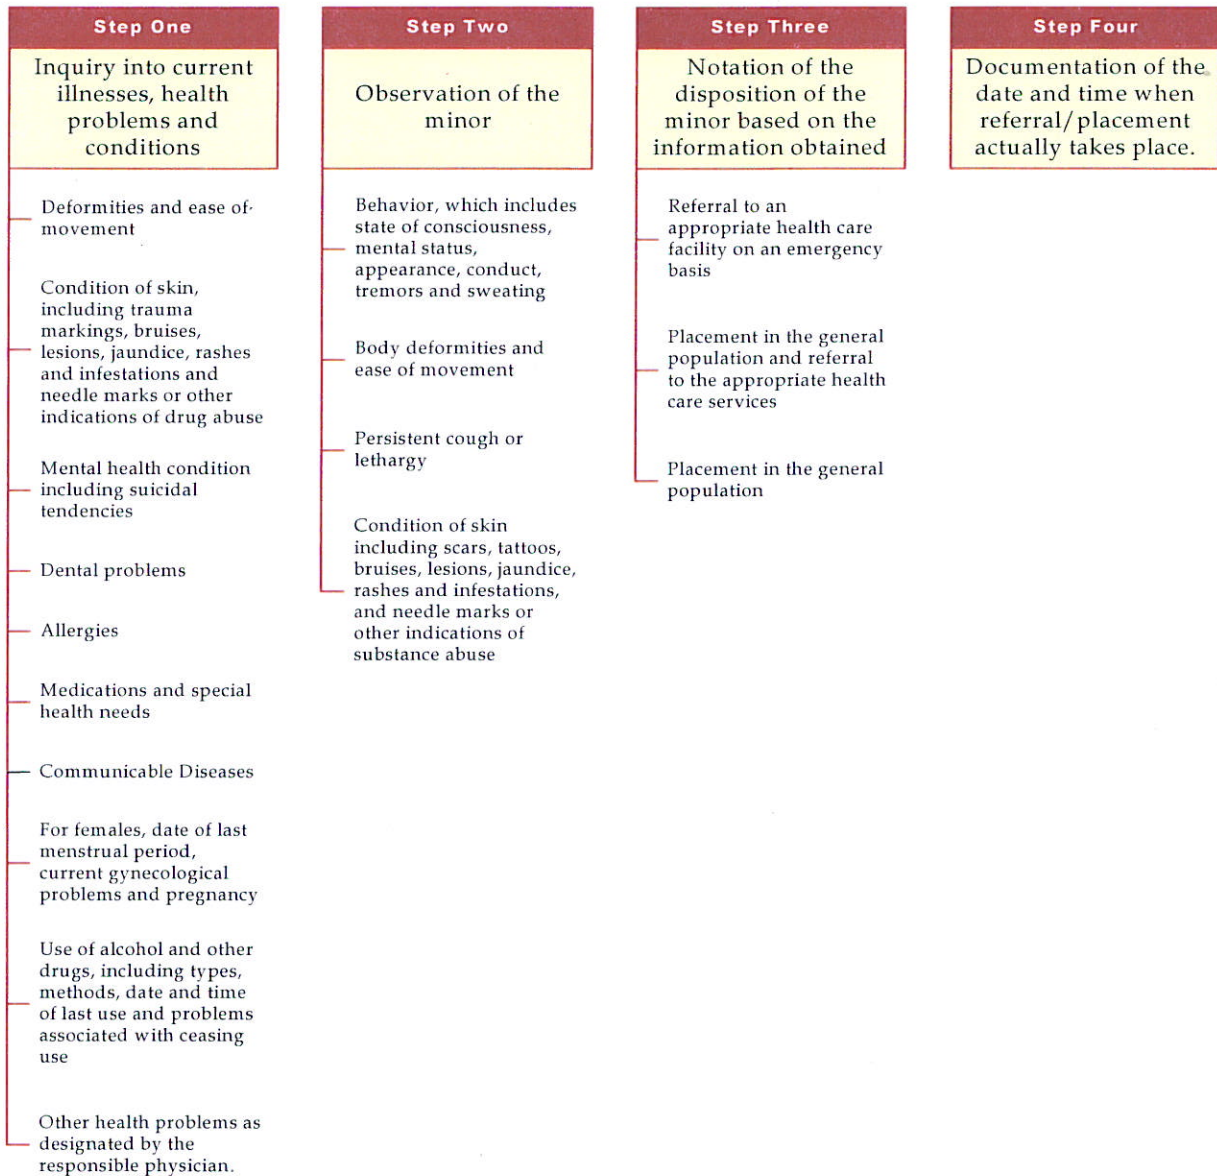 Step One
Inquiry into current
illnesses, health
problems and
conditions
Deformities and ease of
movement
Condition of skin,
including trauma
markings, bruises,
lesions, jaundice, rashes
and infestations and
needle marks or other
indications of drug abuse
Mental health condition
including suicidal
tendencies
Dental problems
Allergies
Medications and special
health needs
Communicable Diseases
For females, date of last
menstrual period,
current gynecological
problems and pregnancy
Use of alcohol and other
drugs, including types,
methods, date and time
of last use and problems
associated with ceasing
use
Other health problems as
designated by the
responsible physician.
Step Two
Observation of the
minor
Behavior, which includes
state of consciousness,
mental status,
appearance, conduct,
tremors and sweating
Body deformities and
ease of movement
Persistent cough or
lethargy
Condition of skin
including scars, tattoos,
bruises, lesions, jaundice,
rashes and infestations,
and needle marks or
other indications of
substance abuse
Step Three
Notation of the
disposition of the
minor based on the
information obtained
Referral to an
appropriate health care
facility on an emergency
basis
Placement in the general
population and referral
to the appropriate health
care services
Placement in the general
population
Step Four
Documentation of the
date and time when
referral/placement
actually takes place.